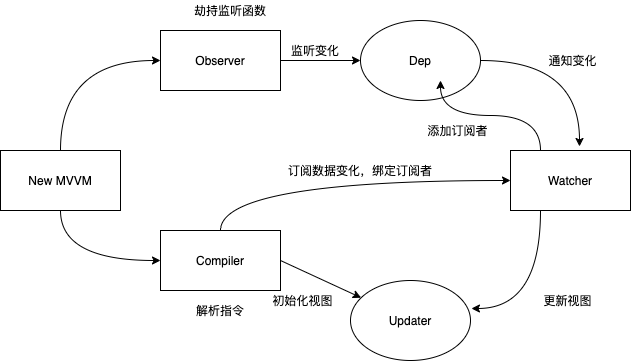 劫持监听函数
Observer
监听变化
Dep
通知变化
添加订阅者
New MVVM
订阅数据变化，绑定订阅者
Watcher
Compiler
解析指令
初始化视图
Updater
更新视图